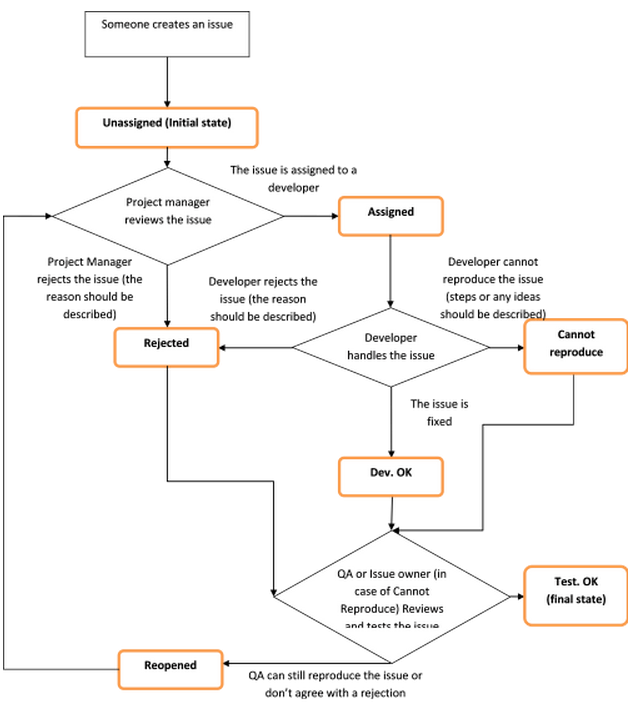 Someone creates an issue
Unassigned (Initial state)
The issue is assigned to a
developer
Project manager
reviews the issue
Assigned
Project Manager
rejects the issue (the
reason should be
described)
Developer rejects the
issue (the reason
should be described)
Developer cannot
reproduce the issue
(steps or any ideas
should be described)
Rejected
Developer
handles the issue
Cannot
reproduce
The issue is
fixed
Dev. OK
QA or Issue owner (in
case of Cannot
Reproduce) Reviews
and tests the issue
Test. OK
(final state)
Reopened
QA can still reproduce the issue or
don’t agree with a rejection